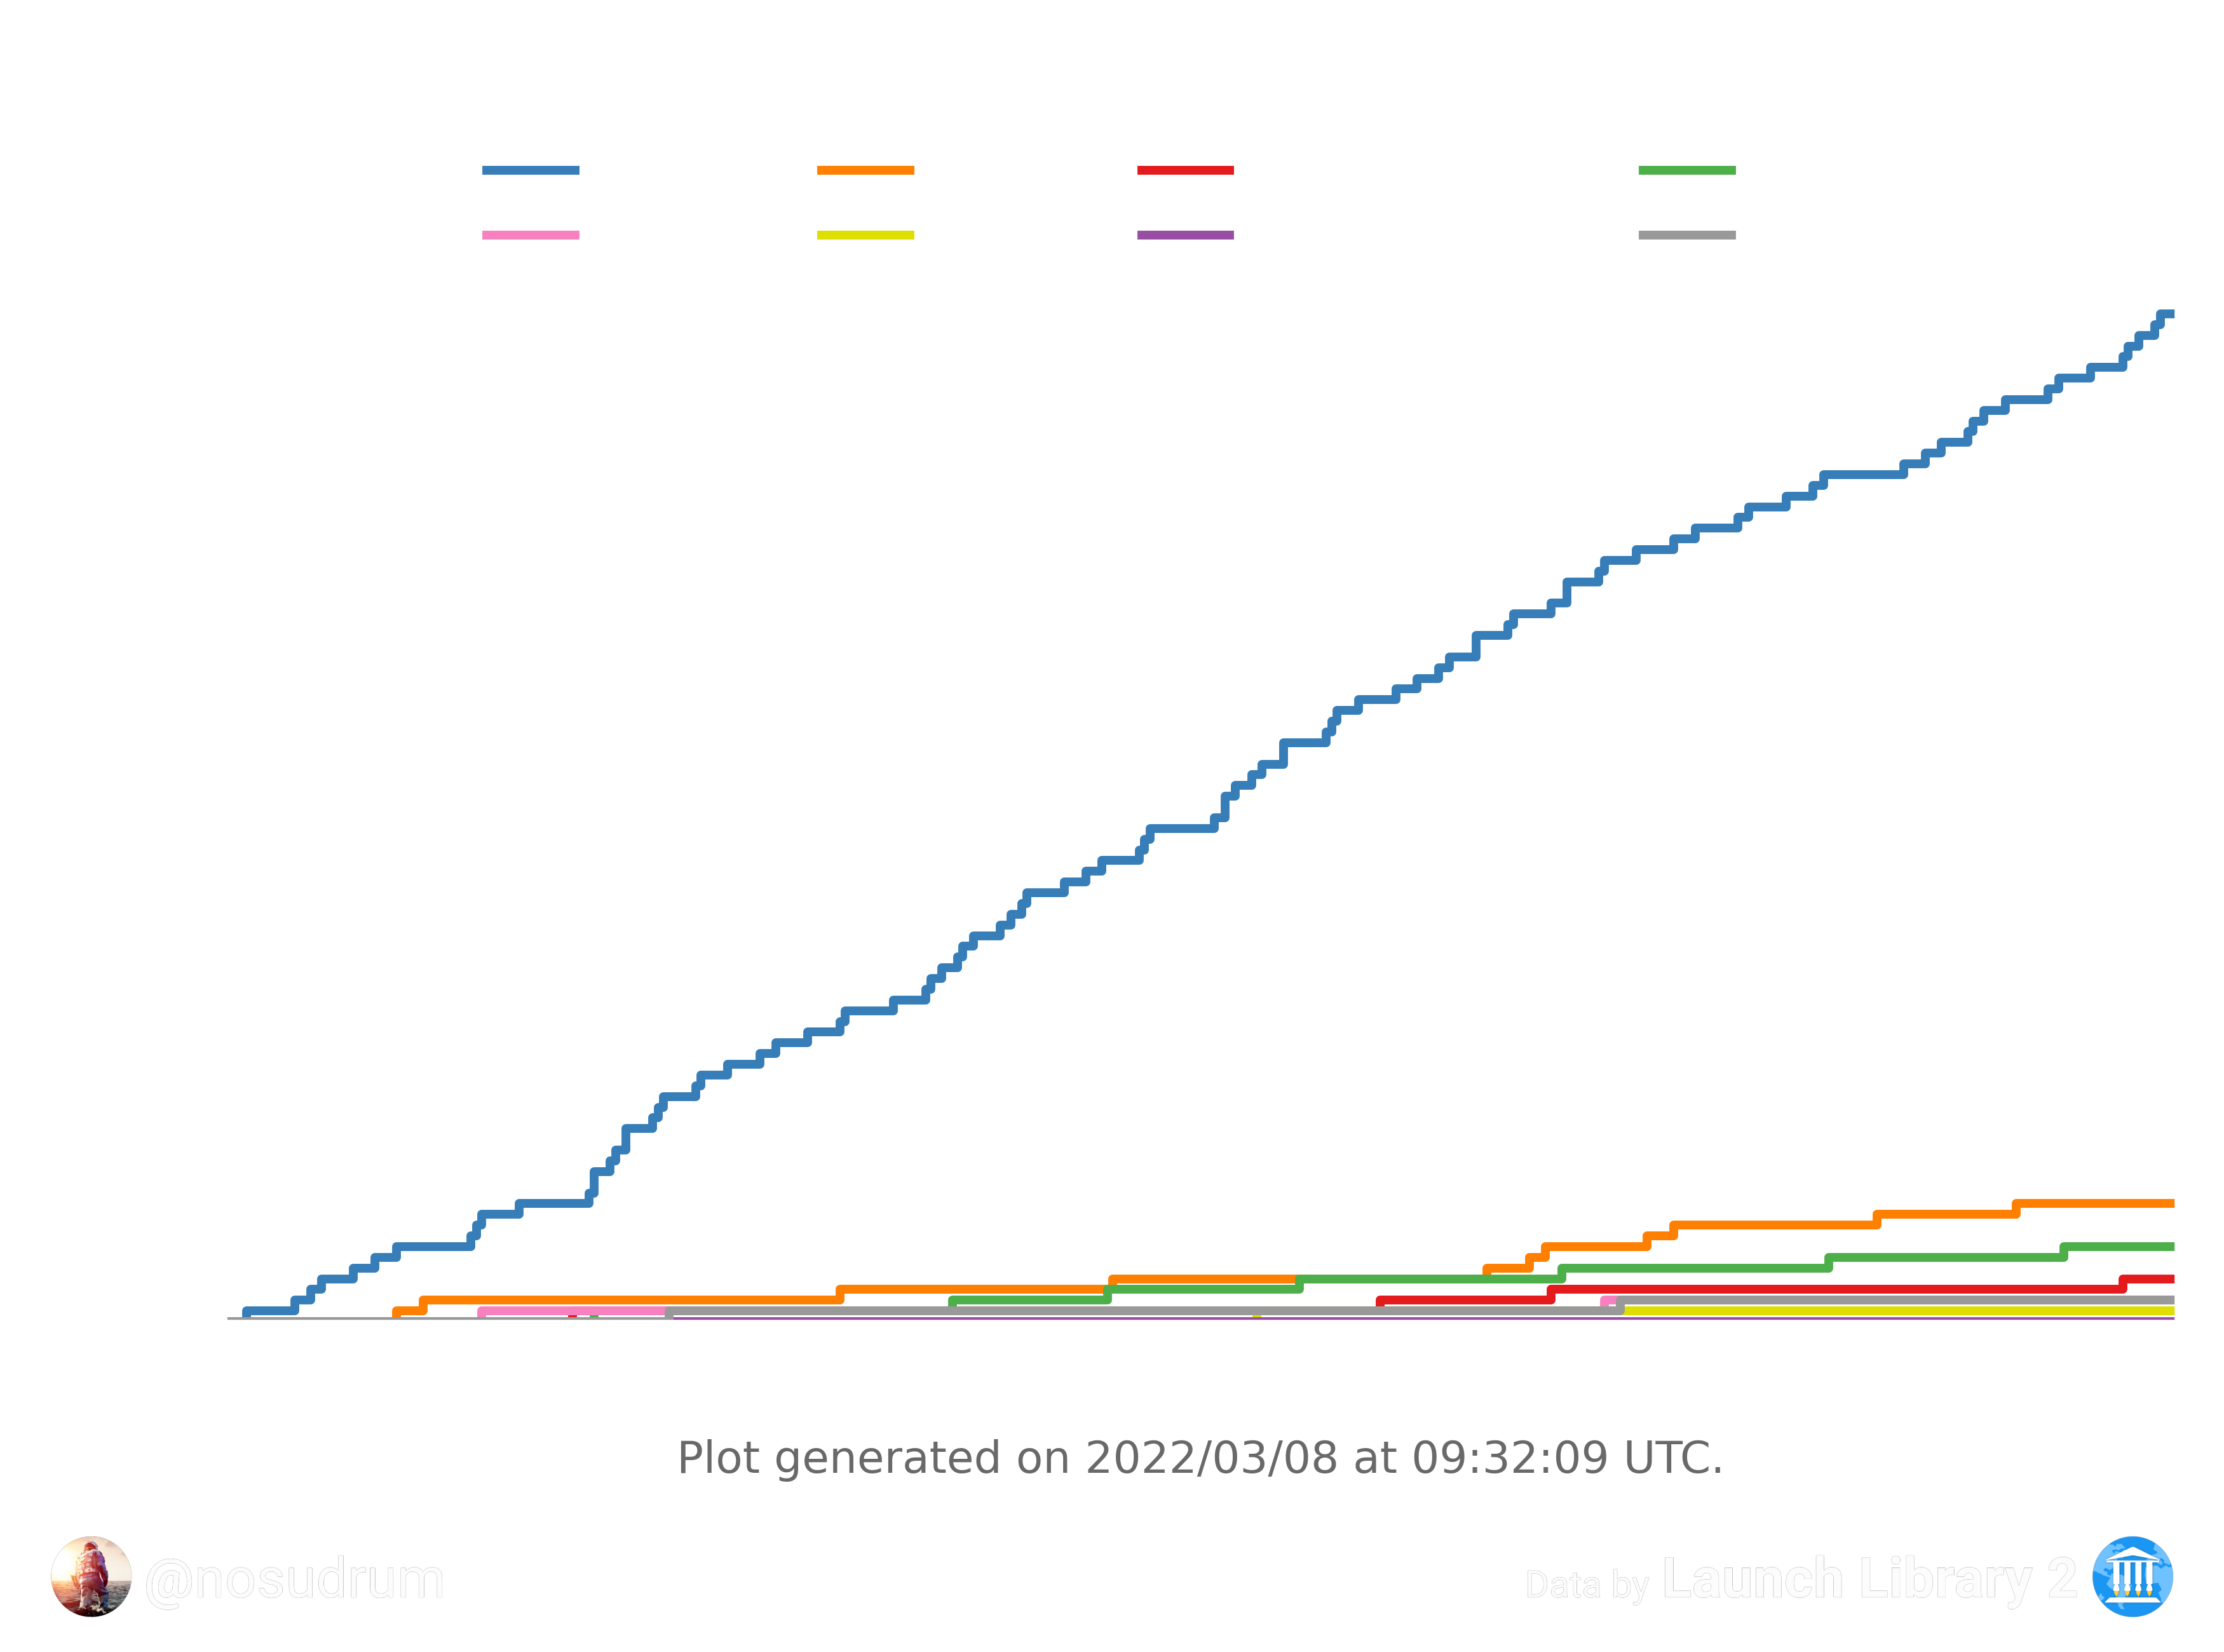 Plot generated on 2022/03/08 at 09:32:09 UTC.
@nosudrum
Data by Launch Library 2